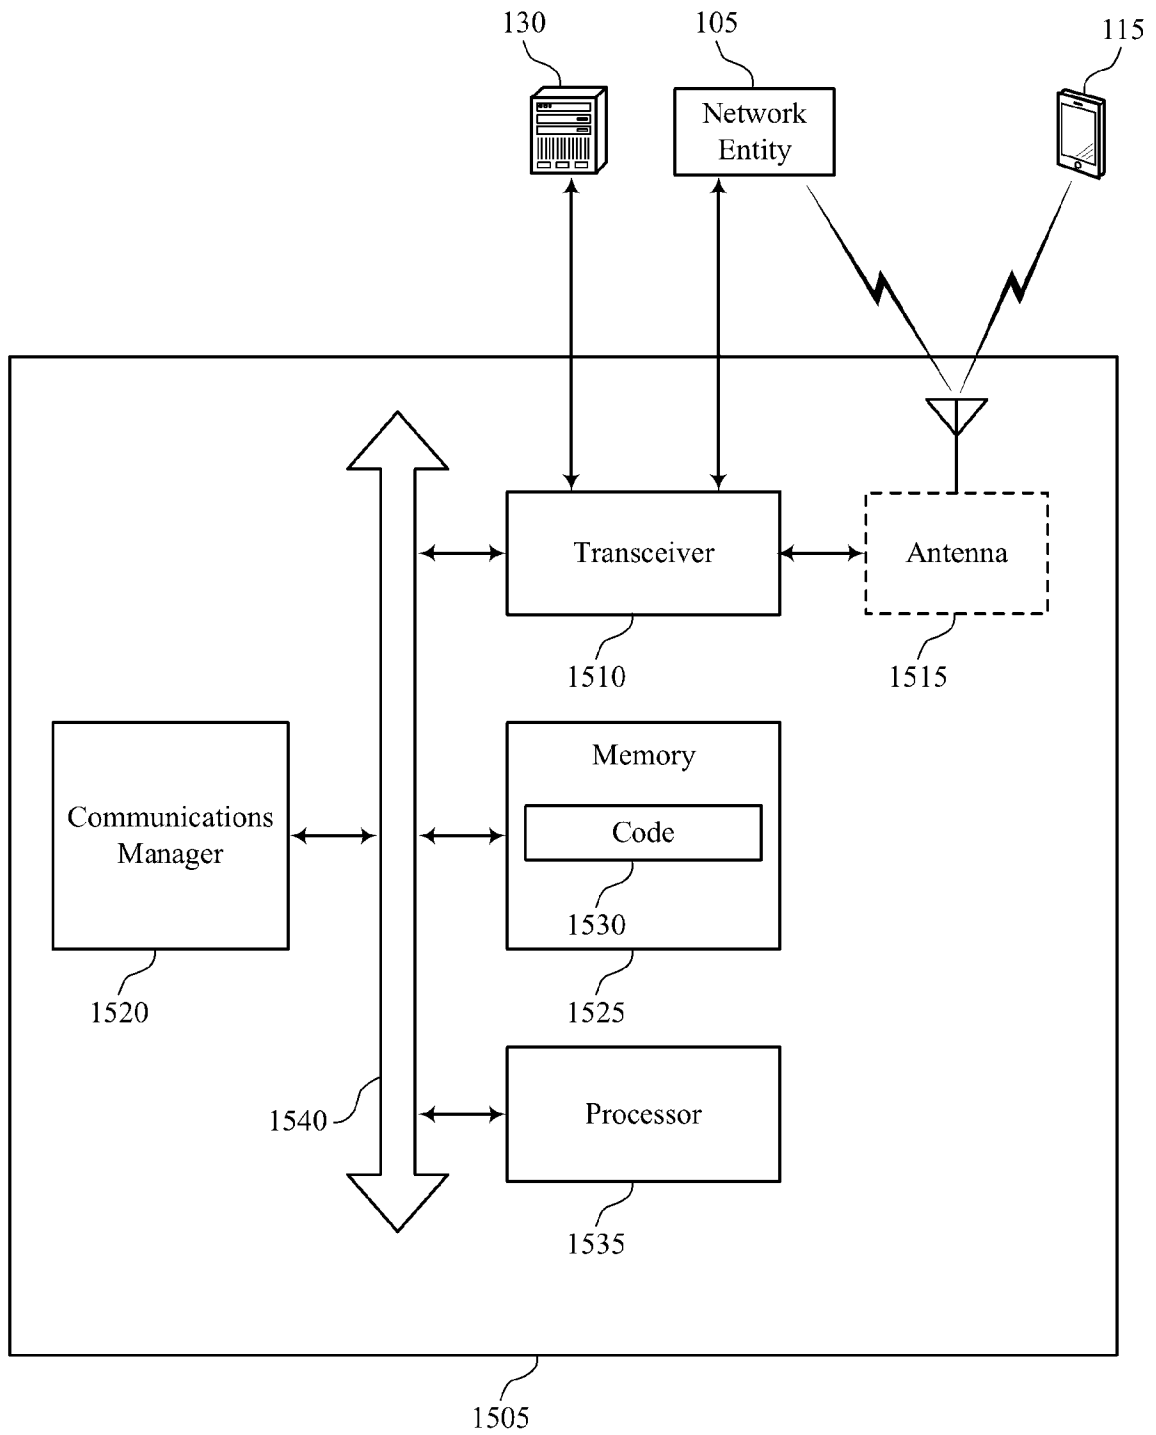 130
105
115
Network
Entity
Transceiver
Antenna
1510
1515
Memory
Communications
Manager
Code
1530
1520
1525
1540
Processor
1535
1505